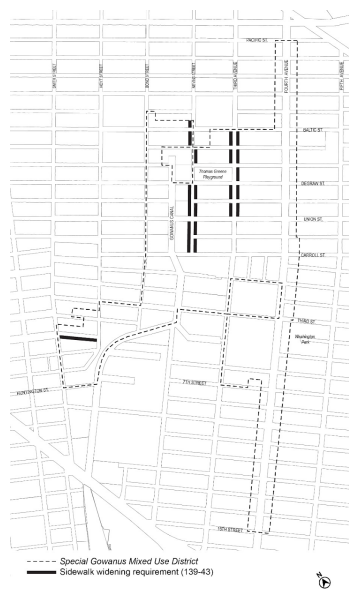 PACIFIC ST.
SMITH STREET
HOYT STREET
BOND STREET
NEVINS STREET
THIRD AVENUE
FOURTH AVENUE
FIFTH AVENUE
BALTIC ST.
Thomas Greene
Playground
DEGRAW ST.
GOWANUS CANAL
UNION ST.
CARROLL ST.
THIRD ST.
Washington
Park
7TH STREET
HUNTINGTON ST.
15TH STREET
Special Gowanus Mixed Use District
Sidewalk widening requirement (139-43)
N